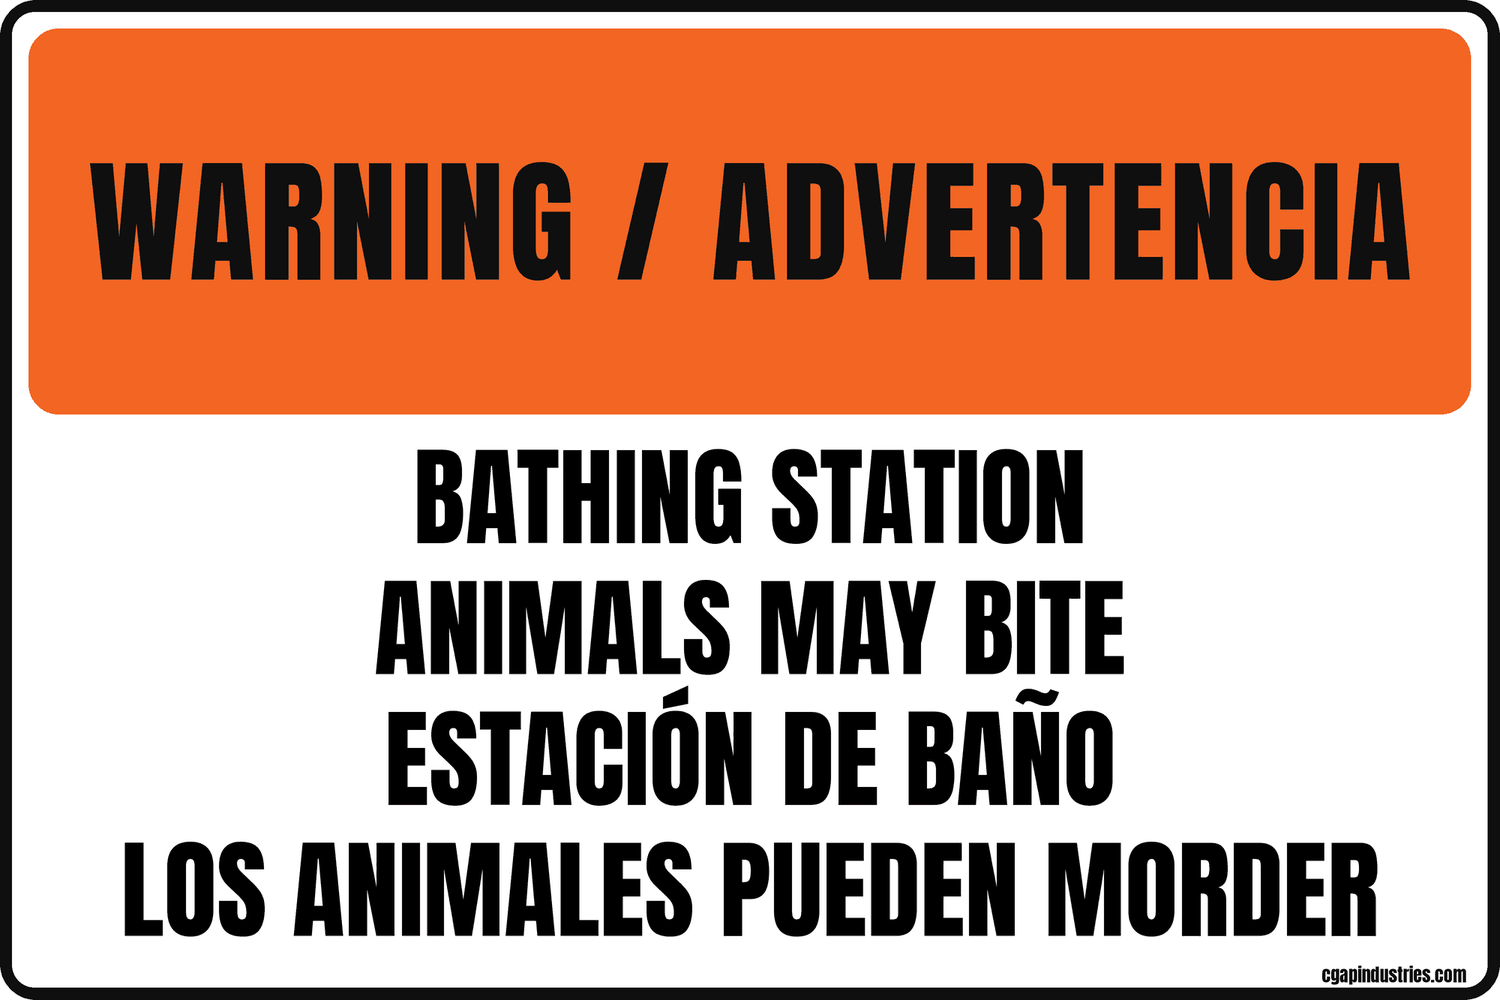 WARNING / ADVERTENCIA
BATHING STATION
ANIMALS MAY BITE
ESTACIÓN DE BAÑO
LOS ANIMALES PUEDEN MORDER
cgapindustries.com